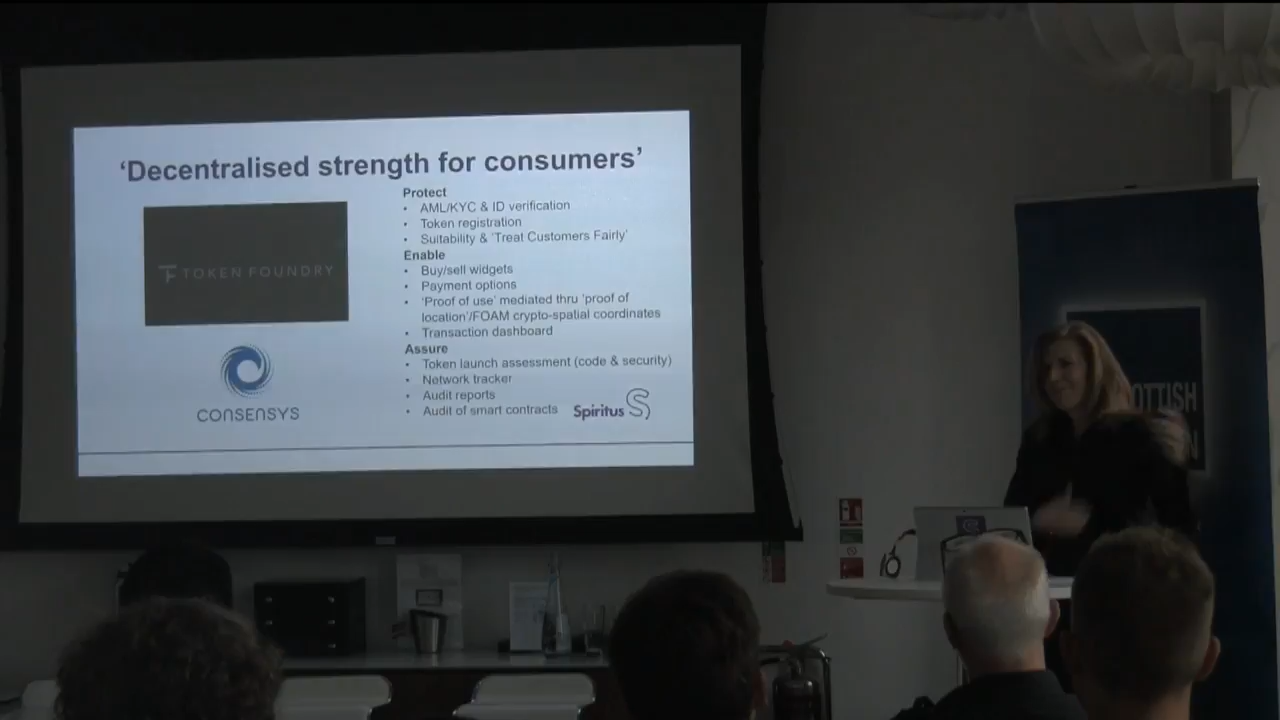 ‘Decentralised strength for consumers’
TOKEN FOUNDRY
CONSENSYS
Protect
• AML/KYC & ID verification
• Token registration
• Suitability & ‘Treat Customers Fairly’
Enable
• Buy/sell widgets
• Payment options
• ‘Proof of use’ mediated thru ‘proof of
location’/FOAM crypto-spatial coordinates
• Transaction dashboard
Assure
• Token launch assessment (code & security)
• Network tracker
• Audit reports
• Audit of smart contracts
Spiritus
OTTISH